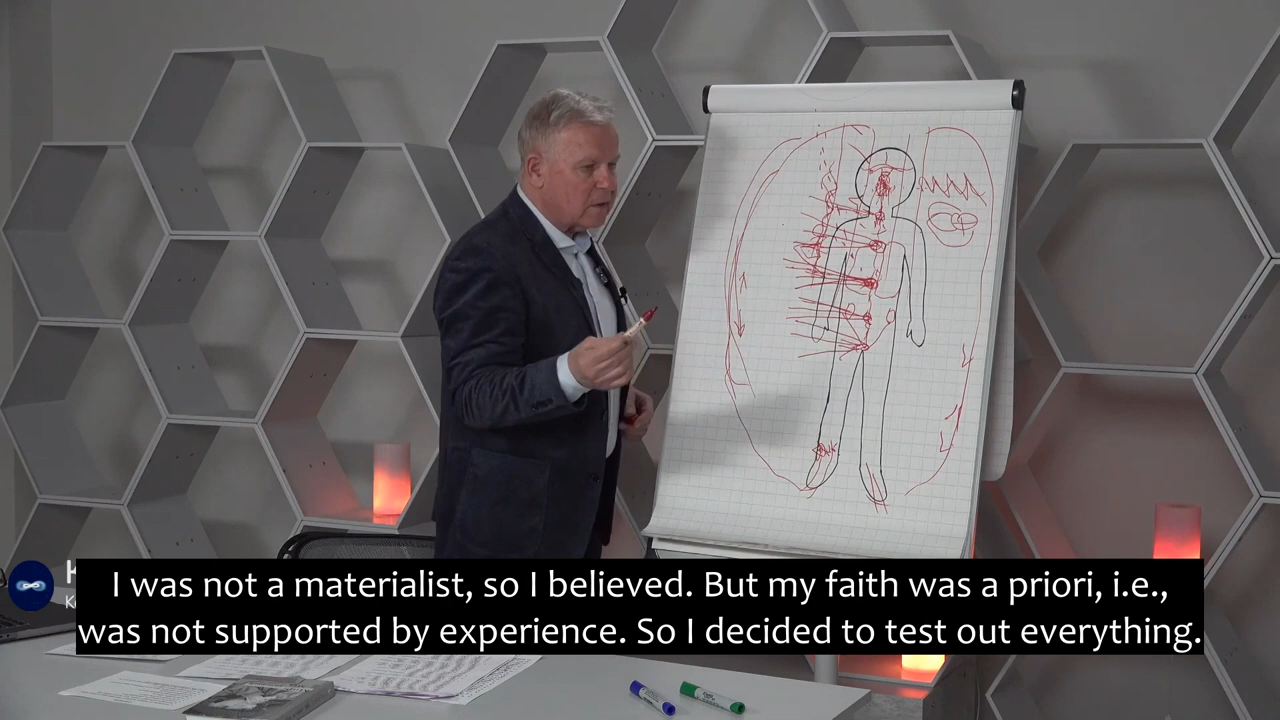 I was not a materialist, so I believed. But my faith was a priori, i.e.,
was not supported by experience. So I decided to test out everything.